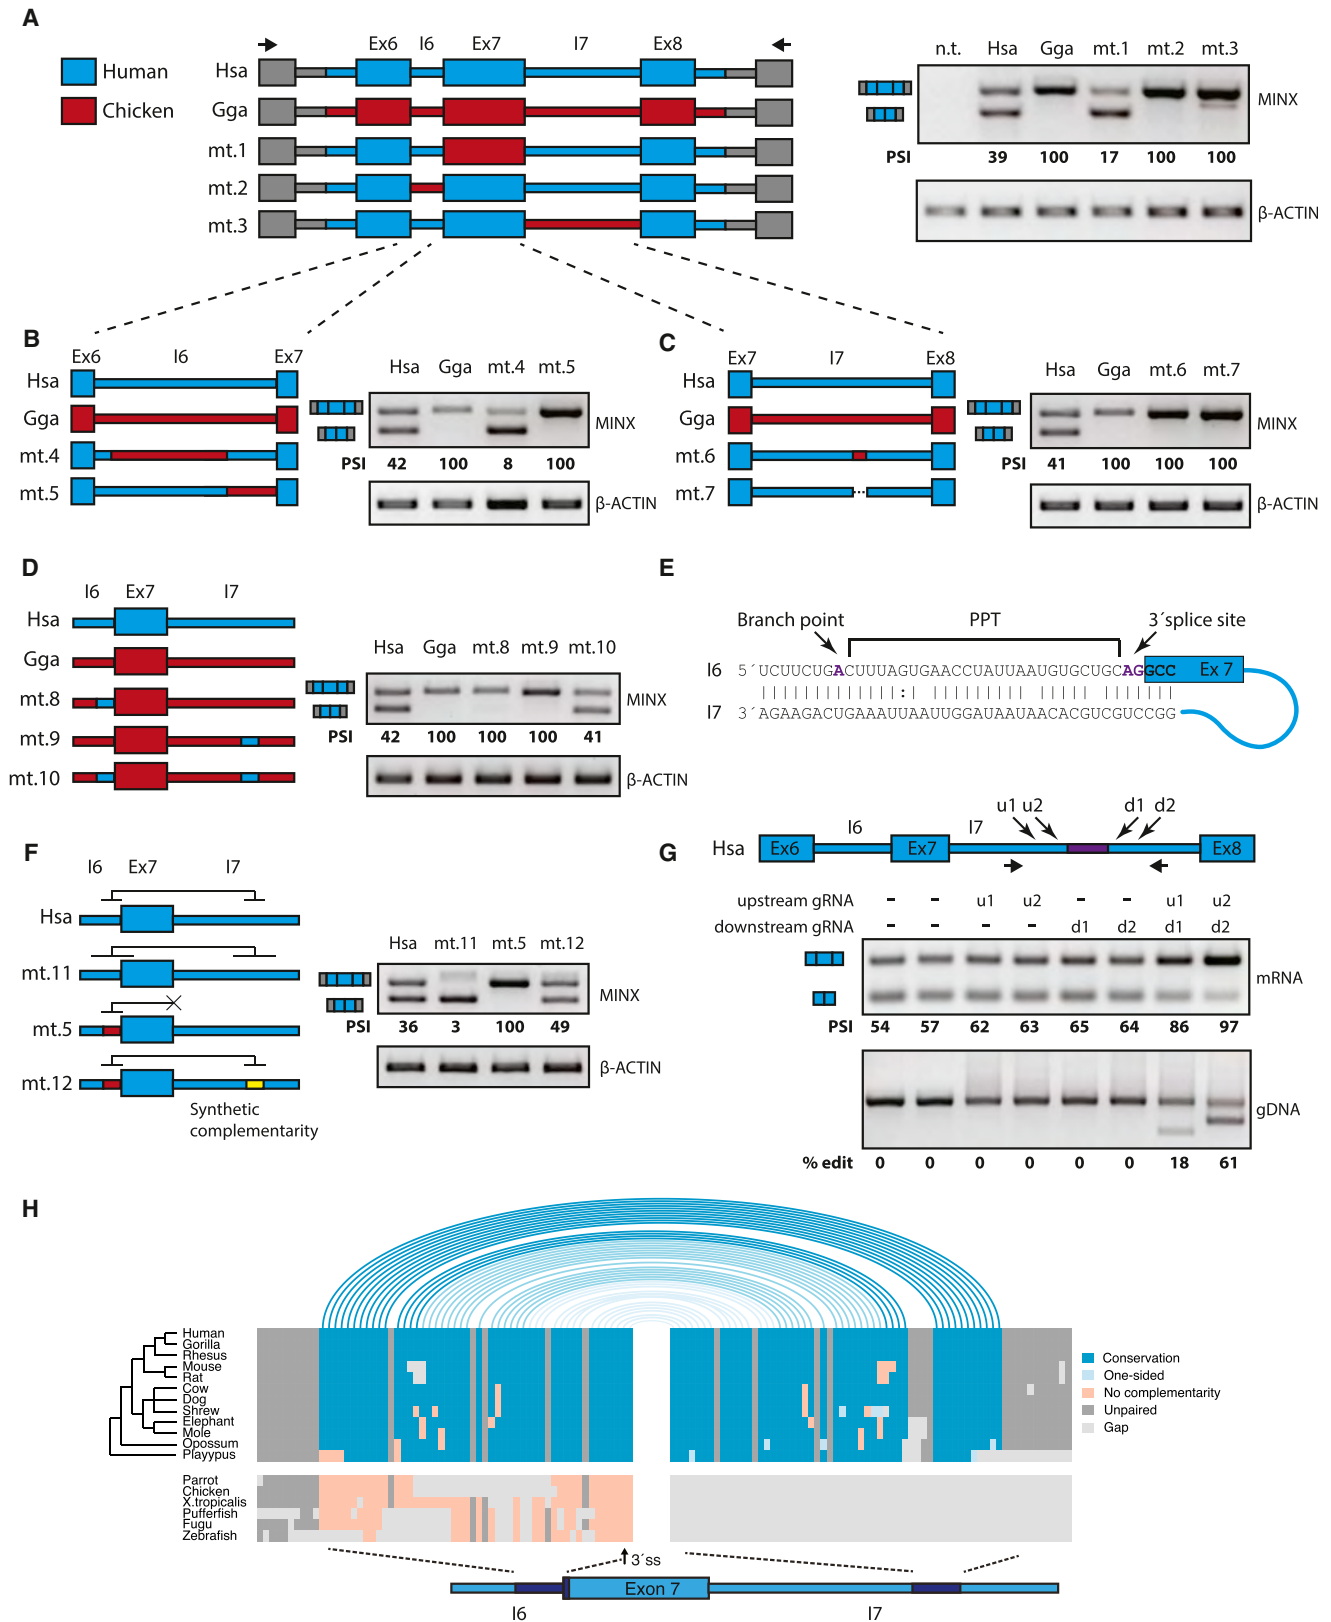 A
Human
Chicken
Ex6 I6 Ex7 I7 Ex8
Hsa
Gga
mt.1
mt.2
mt.3
n.t. Hsa Gga mt.1 mt.2 mt.3
MINX
PSI 39 100 17 100 100
β-ACTIN
B
Ex6 I6 Ex7
Hsa
Gga
mt.4
mt.5
Hsa Gga mt.4 mt.5
MINX
PSI 42 100 8 100
β-ACTIN
C
Ex7 I7 Ex8
Hsa
Gga
mt.6
mt.7
Hsa Gga mt.6 mt.7
MINX
PSI 41 100 100 100
β-ACTIN
D
I6 Ex7 I7
Hsa
Gga
mt.8
mt.9
mt.10
Hsa Gga mt.8 mt.9 mt.10
MINX
PSI 42 100 100 100 41
β-ACTIN
E
Branch point PPT 3´splice site
I6 5´UCUUCUGACUUUAGUGAACCUAUUAAUGUGCUGCAGGCC Ex 7
I7 3´AGAAGACUGAAAUUAAUUGGAUAAUAACACGUCGUCCGG
F
I6 Ex7 I7
Hsa
mt.11
mt.5
mt.12
Synthetic
complementarity
Hsa mt.11 mt.5 mt.12
MINX
PSI 36 3 100 49
β-ACTIN
G
u1 u2 d1 d2
I6 I7
Hsa Ex6 Ex7 Ex8
upstream gRNA - - u1 u2 - - u1 u2
downstream gRNA - - - - d1 d2 d1 d2
mRNA
PSI 54 57 62 63 65 64 86 97
gDNA
% edit 0 0 0 0 0 0 18 61
H
Human
Gorilla
Rhesus
Mouse
Rat
Cow
Dog
Shrew
Elephant
Mole
Opossum
Playypus
Conservation
One-sided
No complementarity
Unpaired
Gap
Parrot
Chicken
X.tropicalis
Pufferfish
Fugu
Zebrafish
3´ss
Exon 7
I6 I7